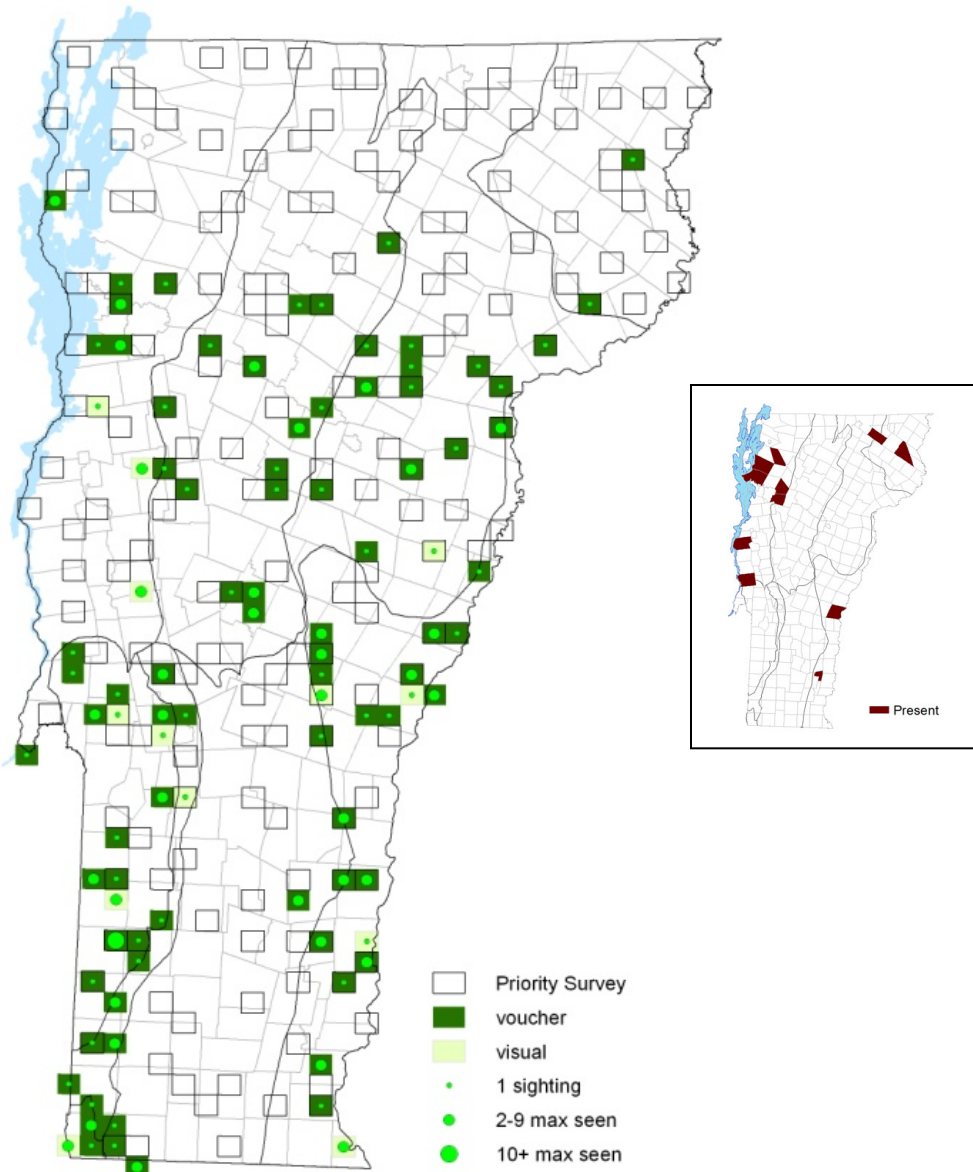 Present
Priority Survey
voucher
visual
1 sighting
2-9 max seen
10+ max seen